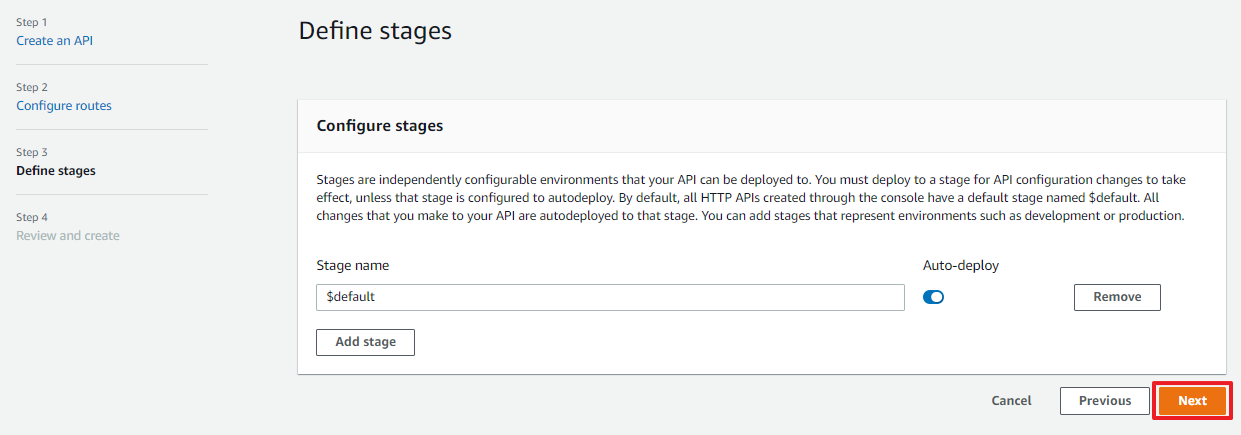 Step 1
Create an API
Step 2
Configure routes
Step 3
Define stages
Step 4
Review and create
Define stages
Configure stages
Stages are independently configurable environments that your API can be deployed to. You must deploy to a stage for API configuration changes to take
effect, unless that stage is configured to autodeploy. By default, all HTTP APIs created through the console have a default stage named $default. All
changes that you make to your API are autodeployed to that stage. You can add stages that represent environments such as development or production.
Stage name
Auto-deploy
$default
Remove
Add stage
Cancel
Previous
Next